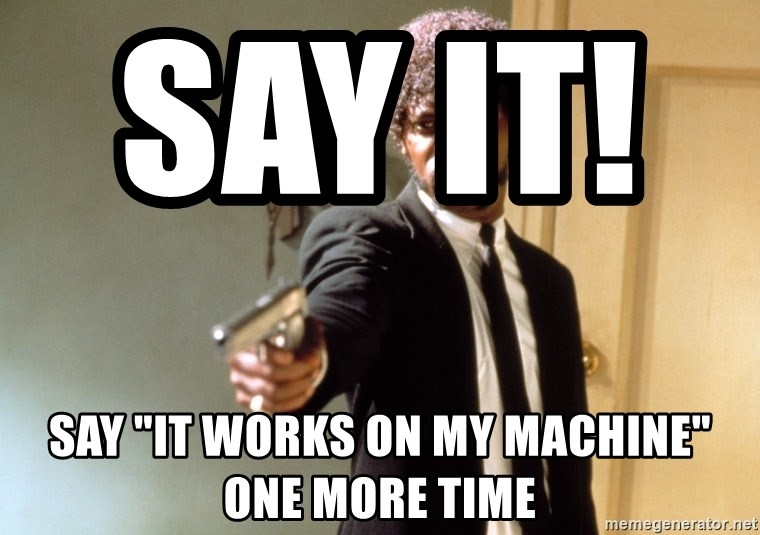 SAY IT!
SAY "IT WORKS ON MY MACHINE"
ONE MORE TIME
memegenerator.net